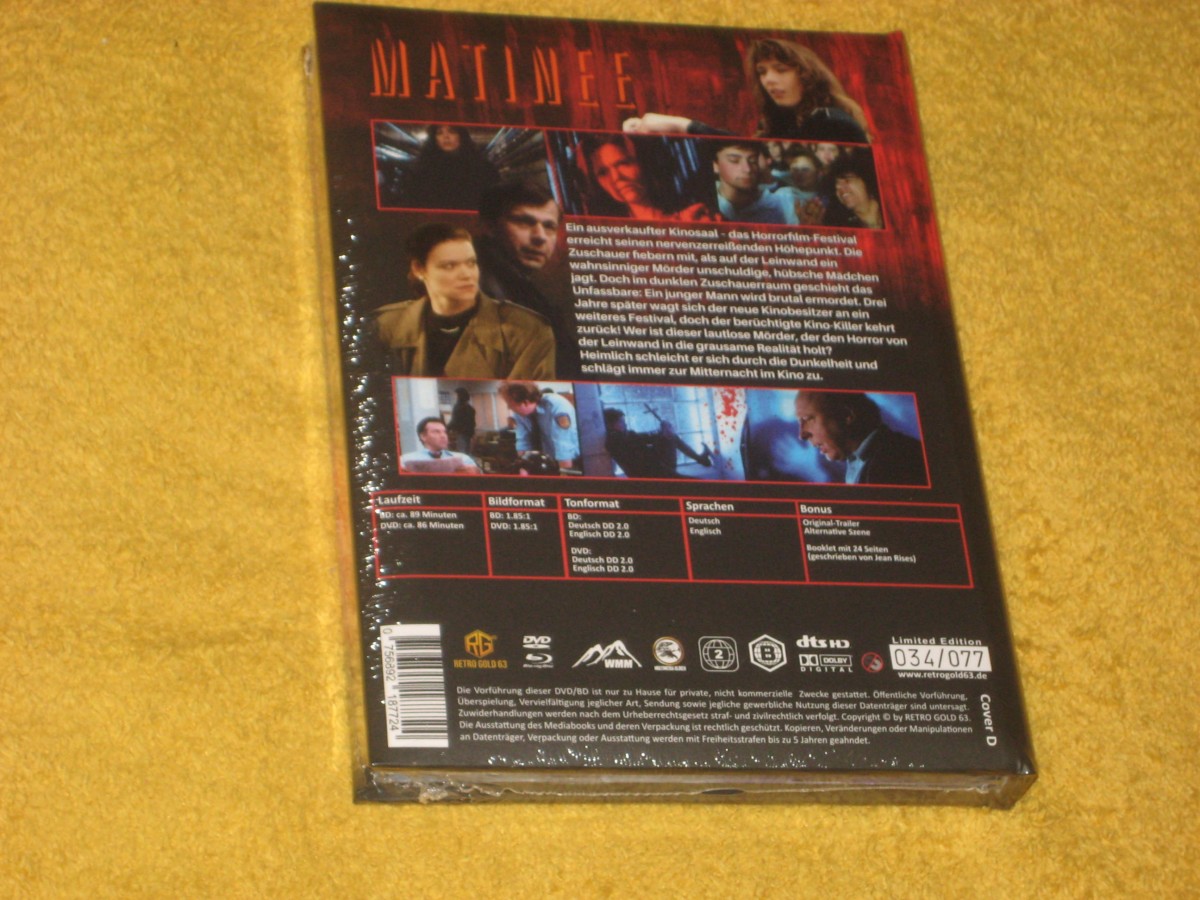 MATINEE
Ein ausverkaufter Kinosaal - das Horrorfilm-Festival
erreicht seinen nervenzerreißenden Höhepunkt. Die
Zuschauer fiebern mit, als auf der Leinwand ein
wahnsinniger Mörder unschuldige, hübsche Mädchen
jagt. Doch im dunklen Zuschauerraum geschieht das
Unfassbare: Ein junger Mann wird brutal ermordet. Drei
Jahre später wagt sich der neue Kinobesitzer an ein
weiteres Festival, doch der berüchtigte Kino-Killer kehrt
zurück! Wer ist dieser lautlose Mörder, der den Horror von
der Leinwand in die grausame Realität holt?
Heimlich schleicht er sich durch die Dunkelheit und
schlägt immer zur Mitternacht im Kino zu.
Laufzeit
BD: ca. 89 Minuten
DVD: ca. 86 Minuten
Bildformat
BD: 1.85:1
DVD: 1.85:1
Tonformat
BD:
Deutsch DD 2.0
Englisch DD 2.0
DVD:
Deutsch DD 2.0
Englisch DD 2.0
Sprachen
Deutsch
Englisch
Bonus
Original-Trailer
Alternative Szene
Booklet mit 24 Seiten
(geschrieben von Jean Rises)
0 756892 187724
RG
RETRO GOLD 63
DVD
Blu-ray Disc
WMM
2
B
dts HD
DOLBY
DIGITAL
Limited Edition
034/077
www.retrogold63.de
Die Vorführung dieser DVD/BD ist nur zu Hause für private, nicht kommerzielle Zwecke gestattet. Öffentliche Vorführung,
Überspielung, Vervielfältigung jeglicher Art, Sendung sowie jegliche gewerbliche Nutzung dieser Datenträger sind untersagt.
Zuwiderhandlungen werden nach dem Urheberrechtsgesetz straf- und zivilrechtlich verfolgt. Copyright © by RETRO GOLD 63.
Die Ausstattung des Mediabooks und deren Verpackung ist rechtlich geschützt. Kopieren, Veränderungen oder Manipulationen
an Datenträger, Verpackung oder Ausstattung werden mit Freiheitsstrafen bis zu 5 Jahren geahndet.
Cover D